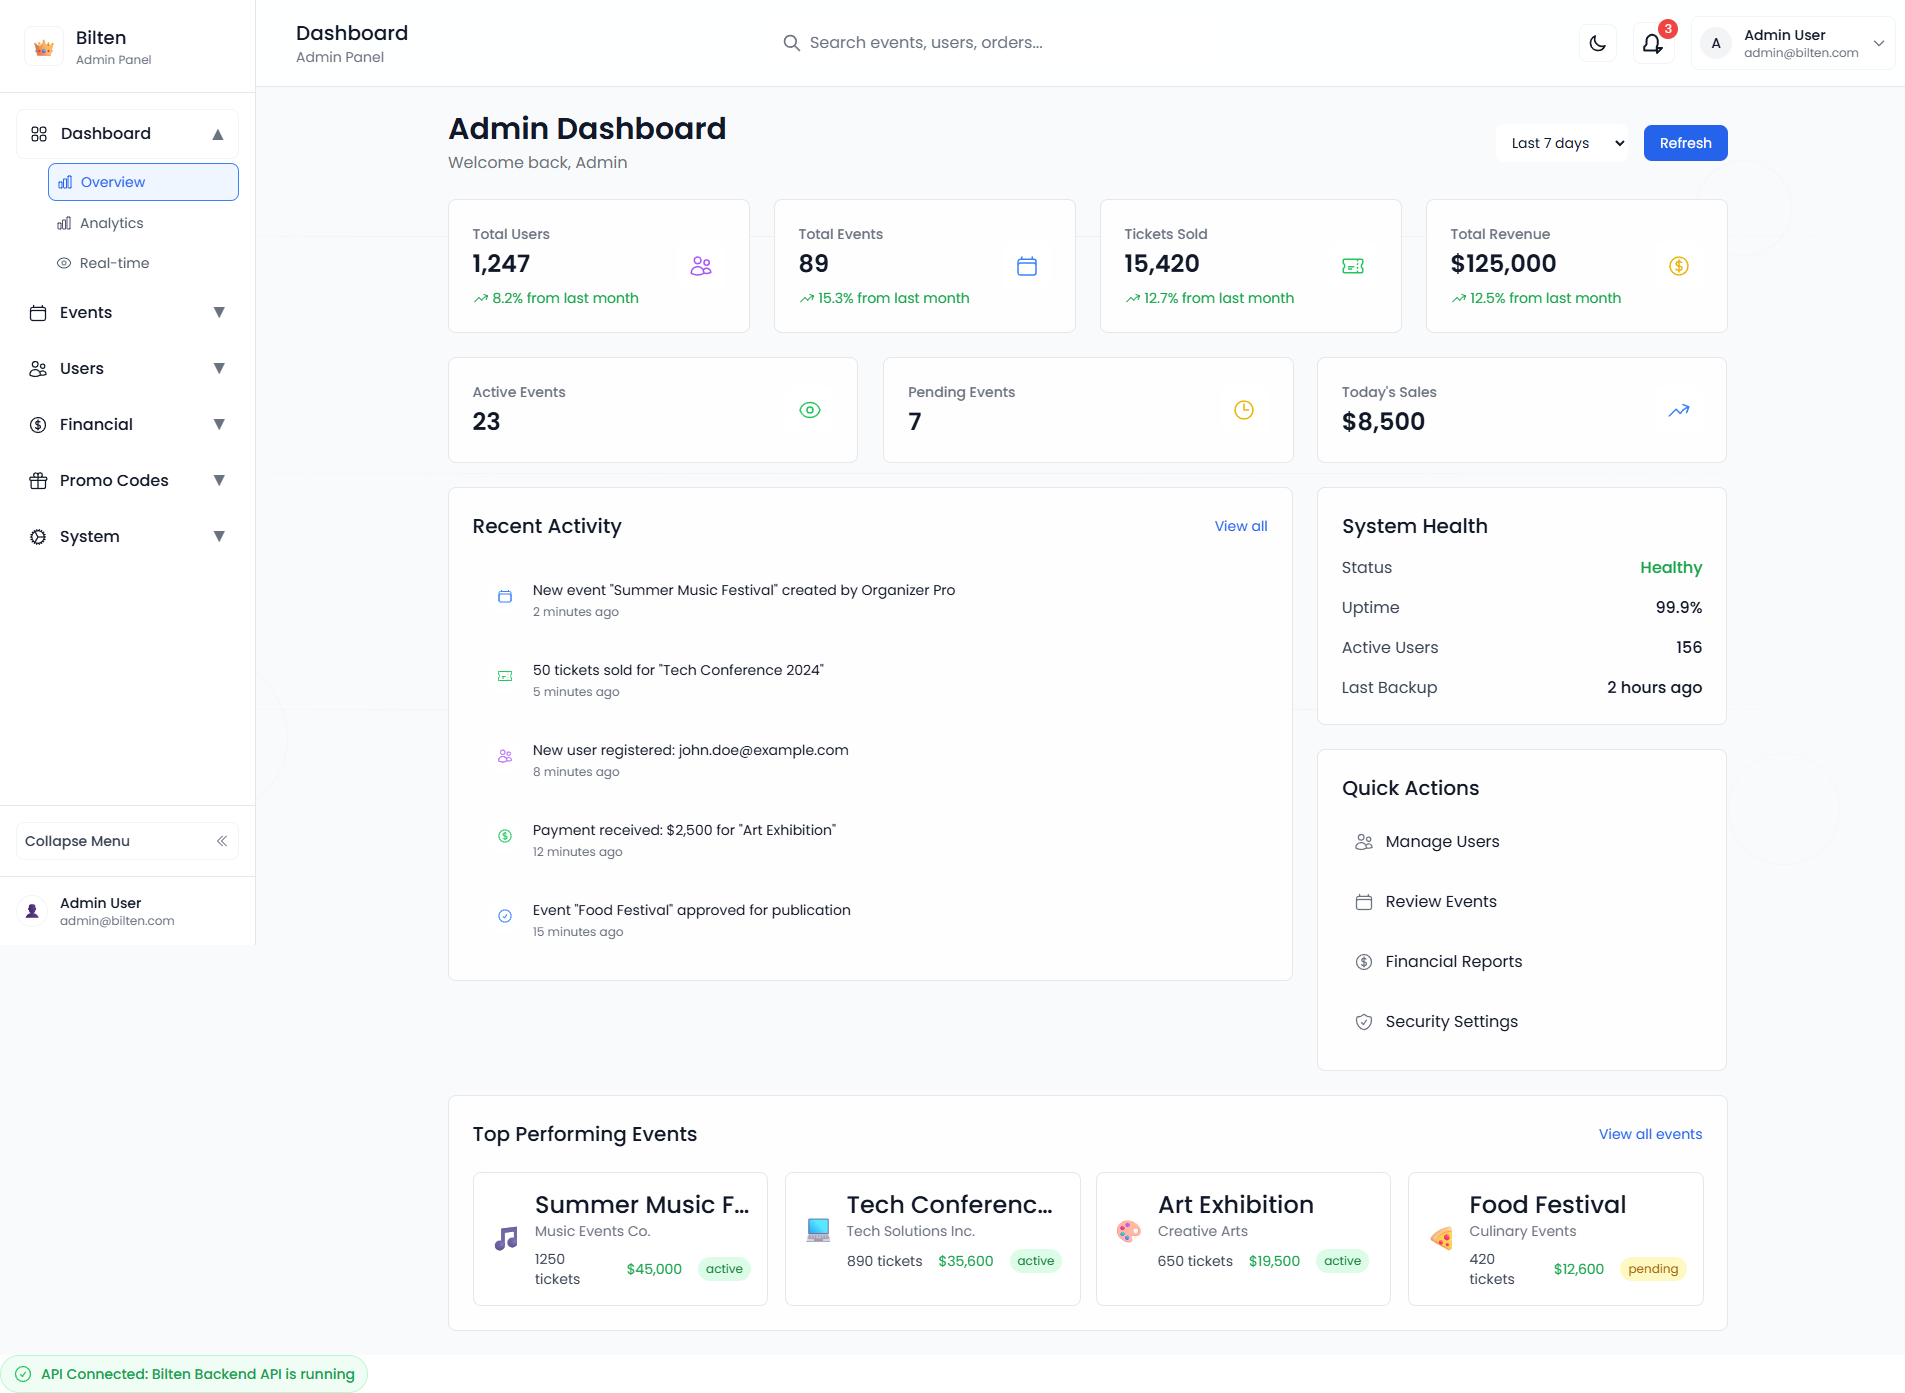 Bilten
Admin Panel
Dashboard
Overview
Analytics
Real-time
Events
Users
Financial
Promo Codes
System
Collapse Menu
Admin User
admin@bilten.com
Dashboard
Admin Panel
Search events, users, orders...
3
A
Admin User
admin@bilten.com
Admin Dashboard
Welcome back, Admin
Last 7 days
Refresh
Total Users
1,247
8.2% from last month
Total Events
89
15.3% from last month
Tickets Sold
15,420
12.7% from last month
Total Revenue
$125,000
12.5% from last month
Active Events
23
Pending Events
7
Today's Sales
$8,500
Recent Activity
View all
New event "Summer Music Festival" created by Organizer Pro
2 minutes ago
50 tickets sold for "Tech Conference 2024"
5 minutes ago
New user registered: john.doe@example.com
8 minutes ago
Payment received: $2,500 for "Art Exhibition"
12 minutes ago
Event "Food Festival" approved for publication
15 minutes ago
System Health
Status Healthy
Uptime 99.9%
Active Users 156
Last Backup 2 hours ago
Quick Actions
Manage Users
Review Events
Financial Reports
Security Settings
Top Performing Events
View all events
Summer Music F...
Music Events Co.
1250
tickets
$45,000
active
Tech Conferenc...
Tech Solutions Inc.
890 tickets $35,600 active
Art Exhibition
Creative Arts
650 tickets $19,500 active
Food Festival
Culinary Events
420
tickets
$12,600
pending
API Connected: Bilten Backend API is running